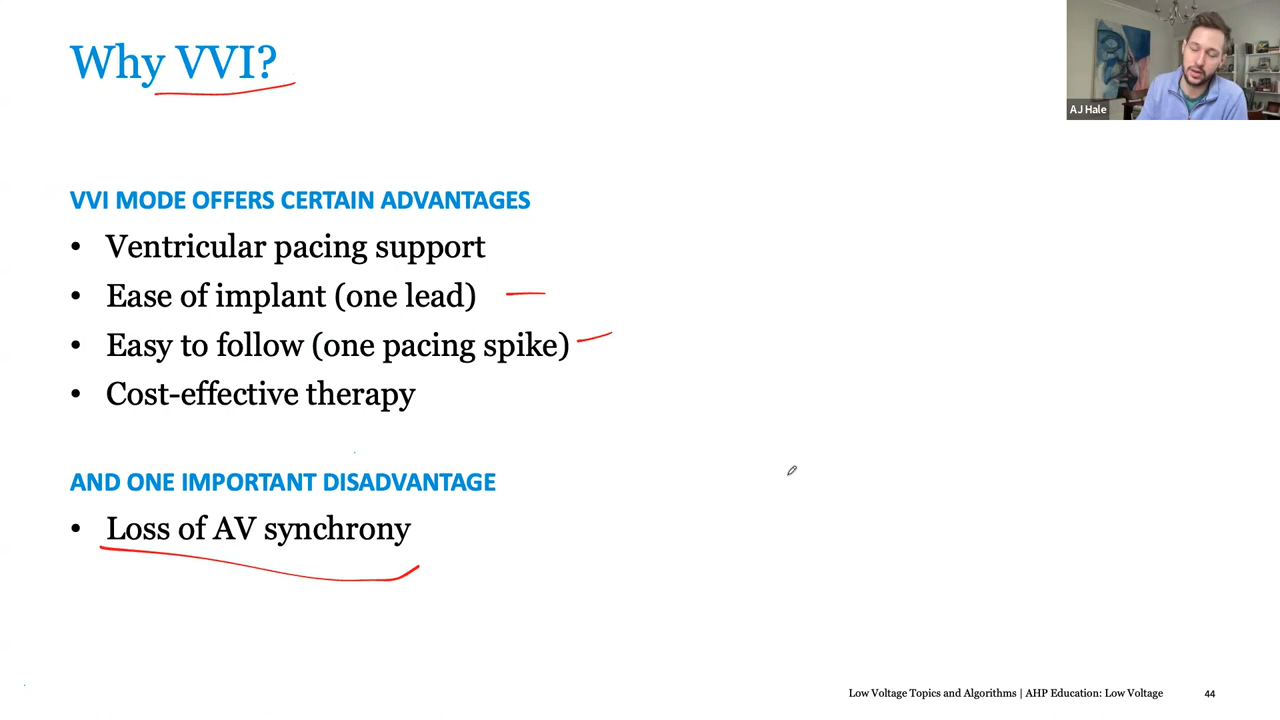 Why VVI?
AJ Hale
VVI MODE OFFERS CERTAIN ADVANTAGES
• Ventricular pacing support
• Ease of implant (one lead)
• Easy to follow (one pacing spike)
• Cost-effective therapy
AND ONE IMPORTANT DISADVANTAGE
• Loss of AV synchrony
Low Voltage Topics and Algorithms | AHP Education: Low Voltage 44